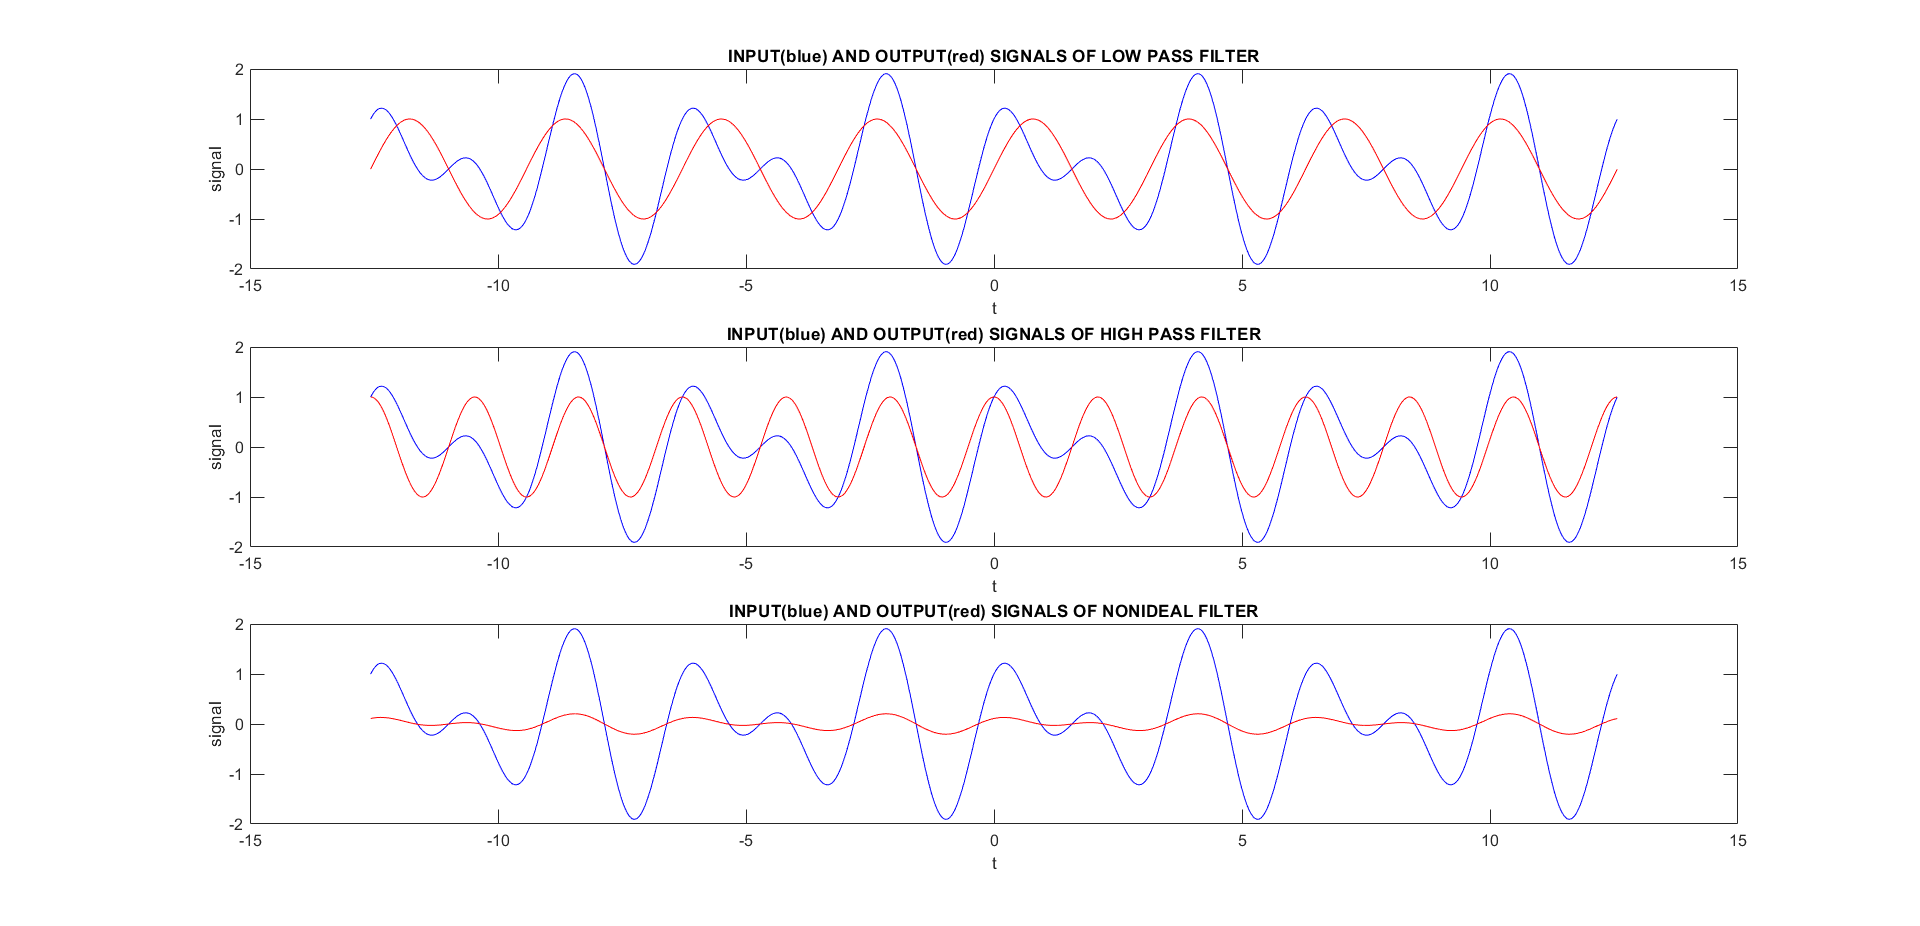 INPUT(blue) AND OUTPUT(red) SIGNALS OF LOW PASS FILTER
2
1
0
-1
-2
signal
-15 -10 -5 0 5 10 15
t
INPUT(blue) AND OUTPUT(red) SIGNALS OF HIGH PASS FILTER
2
1
0
-1
-2
signal
-15 -10 -5 0 5 10 15
t
INPUT(blue) AND OUTPUT(red) SIGNALS OF NONIDEAL FILTER
2
1
0
-1
-2
signal
-15 -10 -5 0 5 10 15
t